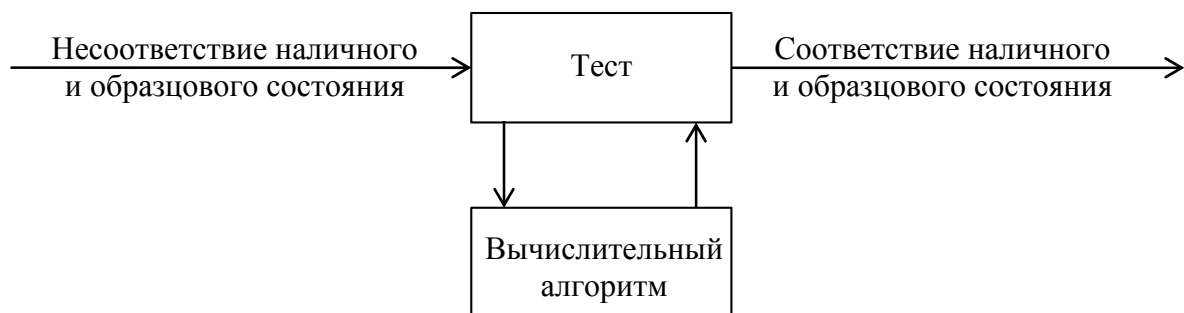 Несоответствие наличного
и образцового состояния
Тест
Соответствие наличного
и образцового состояния
Вычислительный
алгоритм